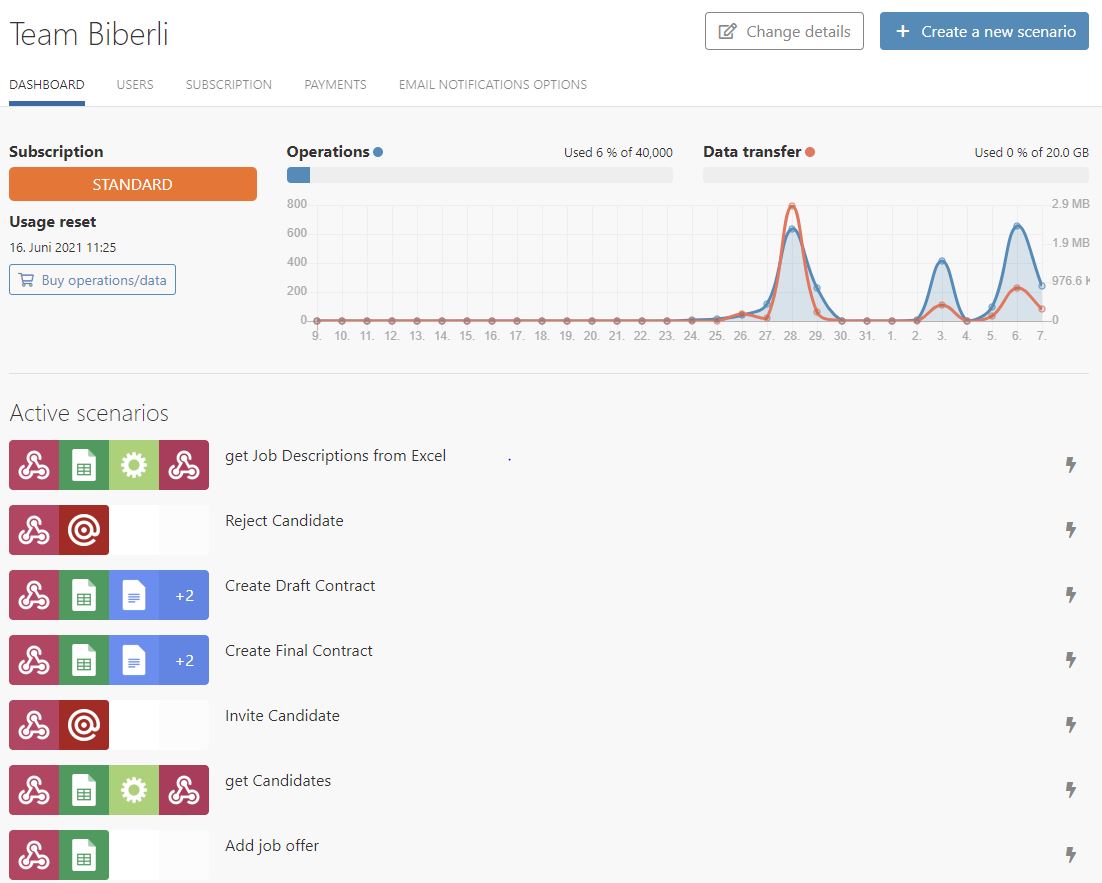 Team Biberli
Change details
+ Create a new scenario
DASHBOARD USERS SUBSCRIPTION PAYMENTS EMAIL NOTIFICATIONS OPTIONS
Subscription
STANDARD
Usage reset
16. Juni 2021 11:25
Buy operations/data
Operations
Used 6 % of 40,000
Data transfer
Used 0 % of 20.0 GB
800
600
400
200
0
2.9 MB
1.9 MB
976.6 K
0
9. 10. 11. 12. 13. 14. 15. 16. 17. 18. 19. 20. 21. 22. 23. 24. 25. 26. 27. 28. 29. 30. 31. 1. 2. 3. 4. 5. 6. 7.
Active scenarios
get Job Descriptions from Excel
Reject Candidate
+2
Create Draft Contract
+2
Create Final Contract
Invite Candidate
get Candidates
Add job offer